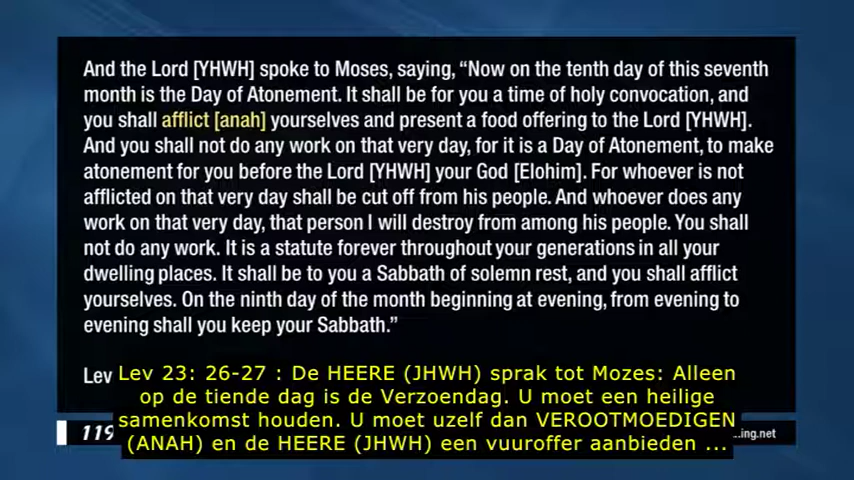 And the Lord [YHWH] spoke to Moses, saying, “Now on the tenth day of this seventh
month is the Day of Atonement. It shall be for you a time of holy convocation, and
you shall afflict [anah] yourselves and present a food offering to the Lord [YHWH].
And you shall not do any work on that very day, for it is a Day of Atonement, to make
atonement for you before the Lord [YHWH] your God [Elohim]. For whoever is not
afflicted on that very day shall be cut off from his people. And whoever does any
work on that very day, that person I will destroy from among his people. You shall
not do any work. It is a statute forever throughout your generations in all your
dwelling places. It shall be to you a Sabbath of solemn rest, and you shall afflict
yourselves. On the ninth day of the month beginning at evening, from evening to
evening shall you keep your Sabbath.”
Lev
Lev 23: 26-27 : De HEERE (JHWH) sprak tot Mozes: Alleen
op de tiende dag is de Verzoendag. U moet een heilige
samenkomst houden. U moet uzelf dan VEROOTMOEDIGEN
(ANAH) en de HEERE (JHWH) een vuuroffer aanbieden ...
119
ing.net